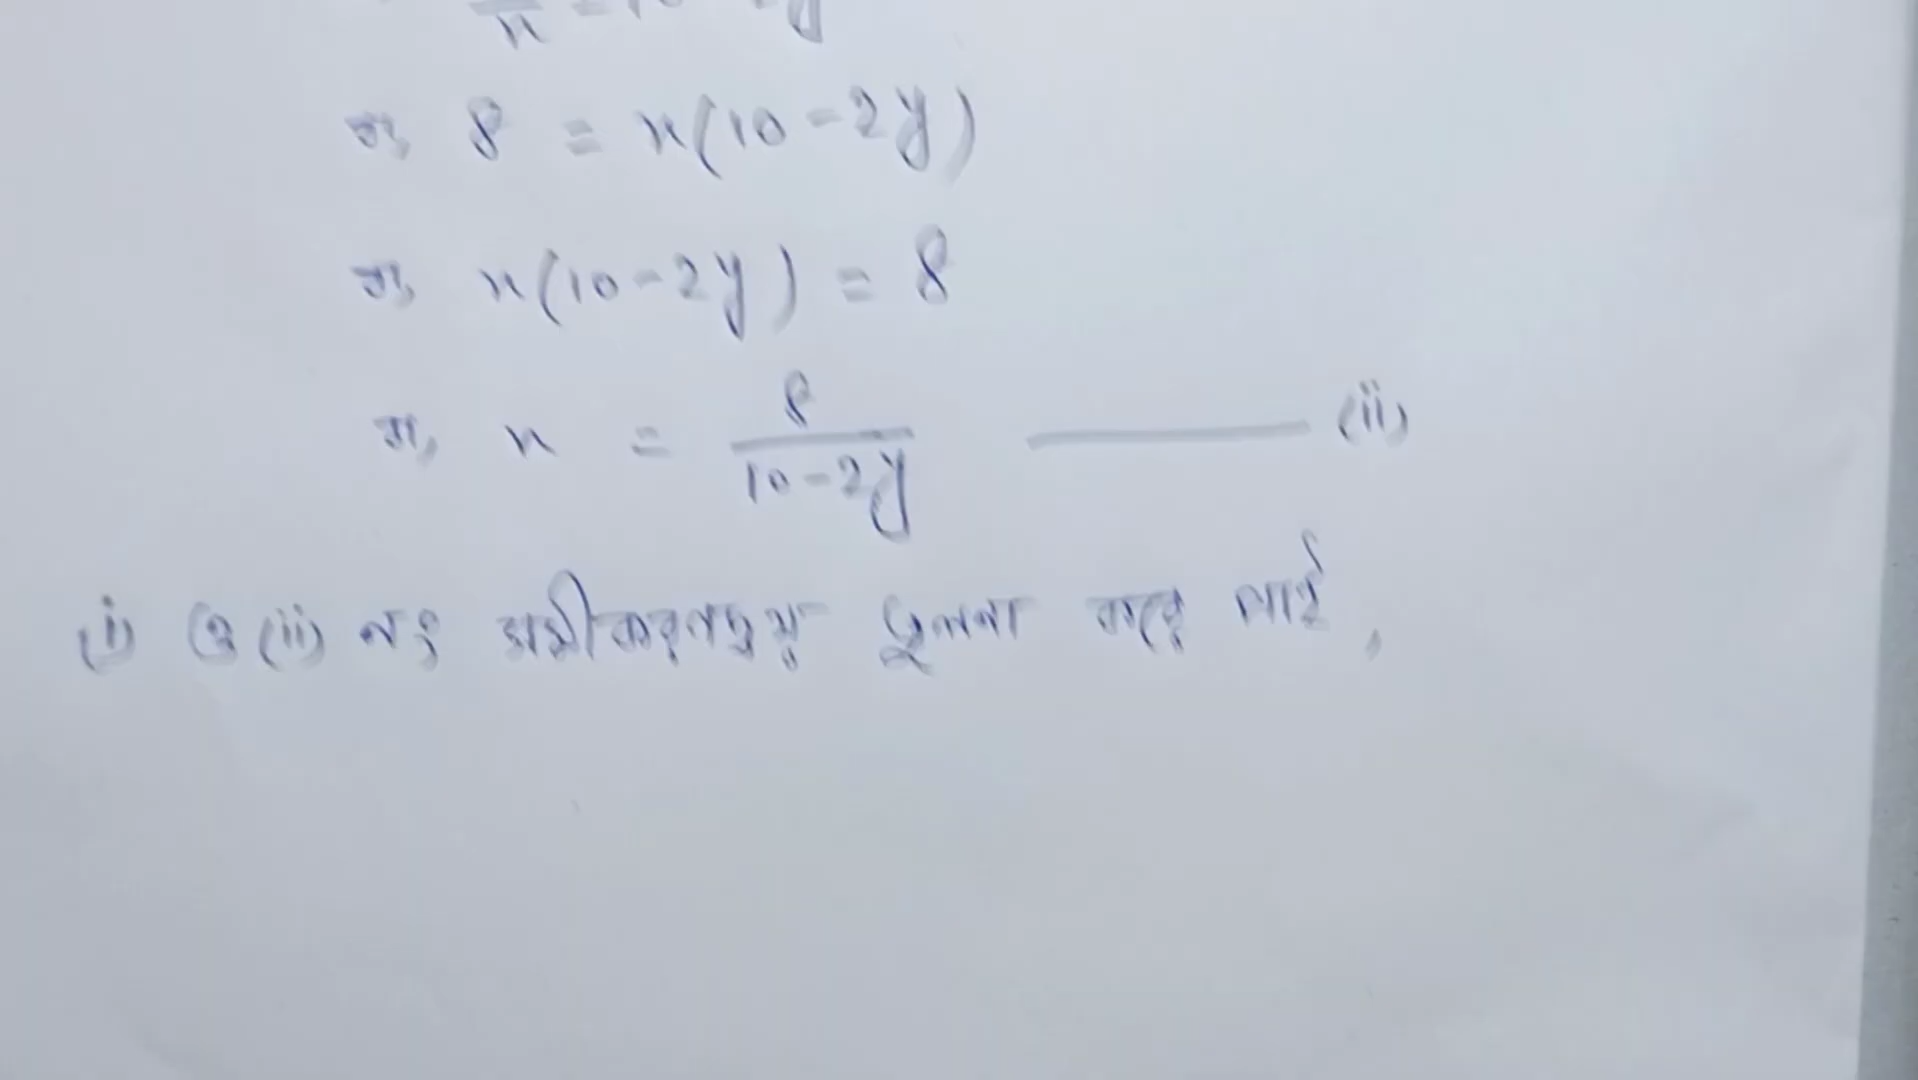 বা, 8 = x(10-2y)
বা, x(10-2y) = 8
বা, x = 8/(10-2y) ——— (ii)
(i) ও (ii) নং সমীকরণদ্বয় তুলনা করে পাই,